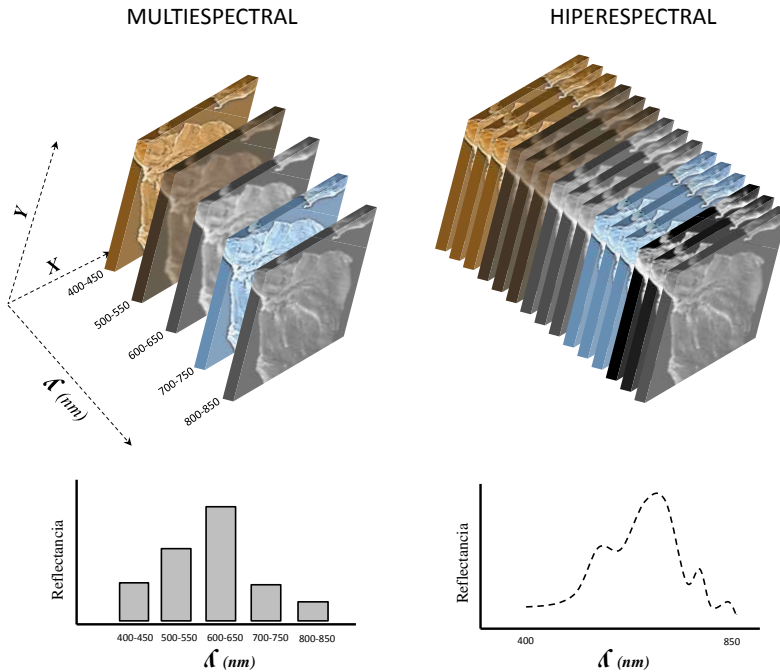 MULTIESPECTRAL
HIPERESPECTRAL
Y
X
400-450
500-550
600-650
700-750
800-850
ʎ (nm)
Reflectancia
400-450 500-550 600-650 700-750 800-850
ʎ (nm)
Reflectancia
400 850
ʎ (nm)